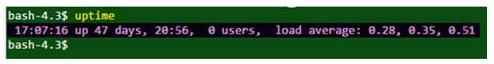 bash-4.3$ uptime
17:07:16 up 47 days, 20:56, 0 users, load average: 0.28, 0.35, 0.51
bash-4.3$